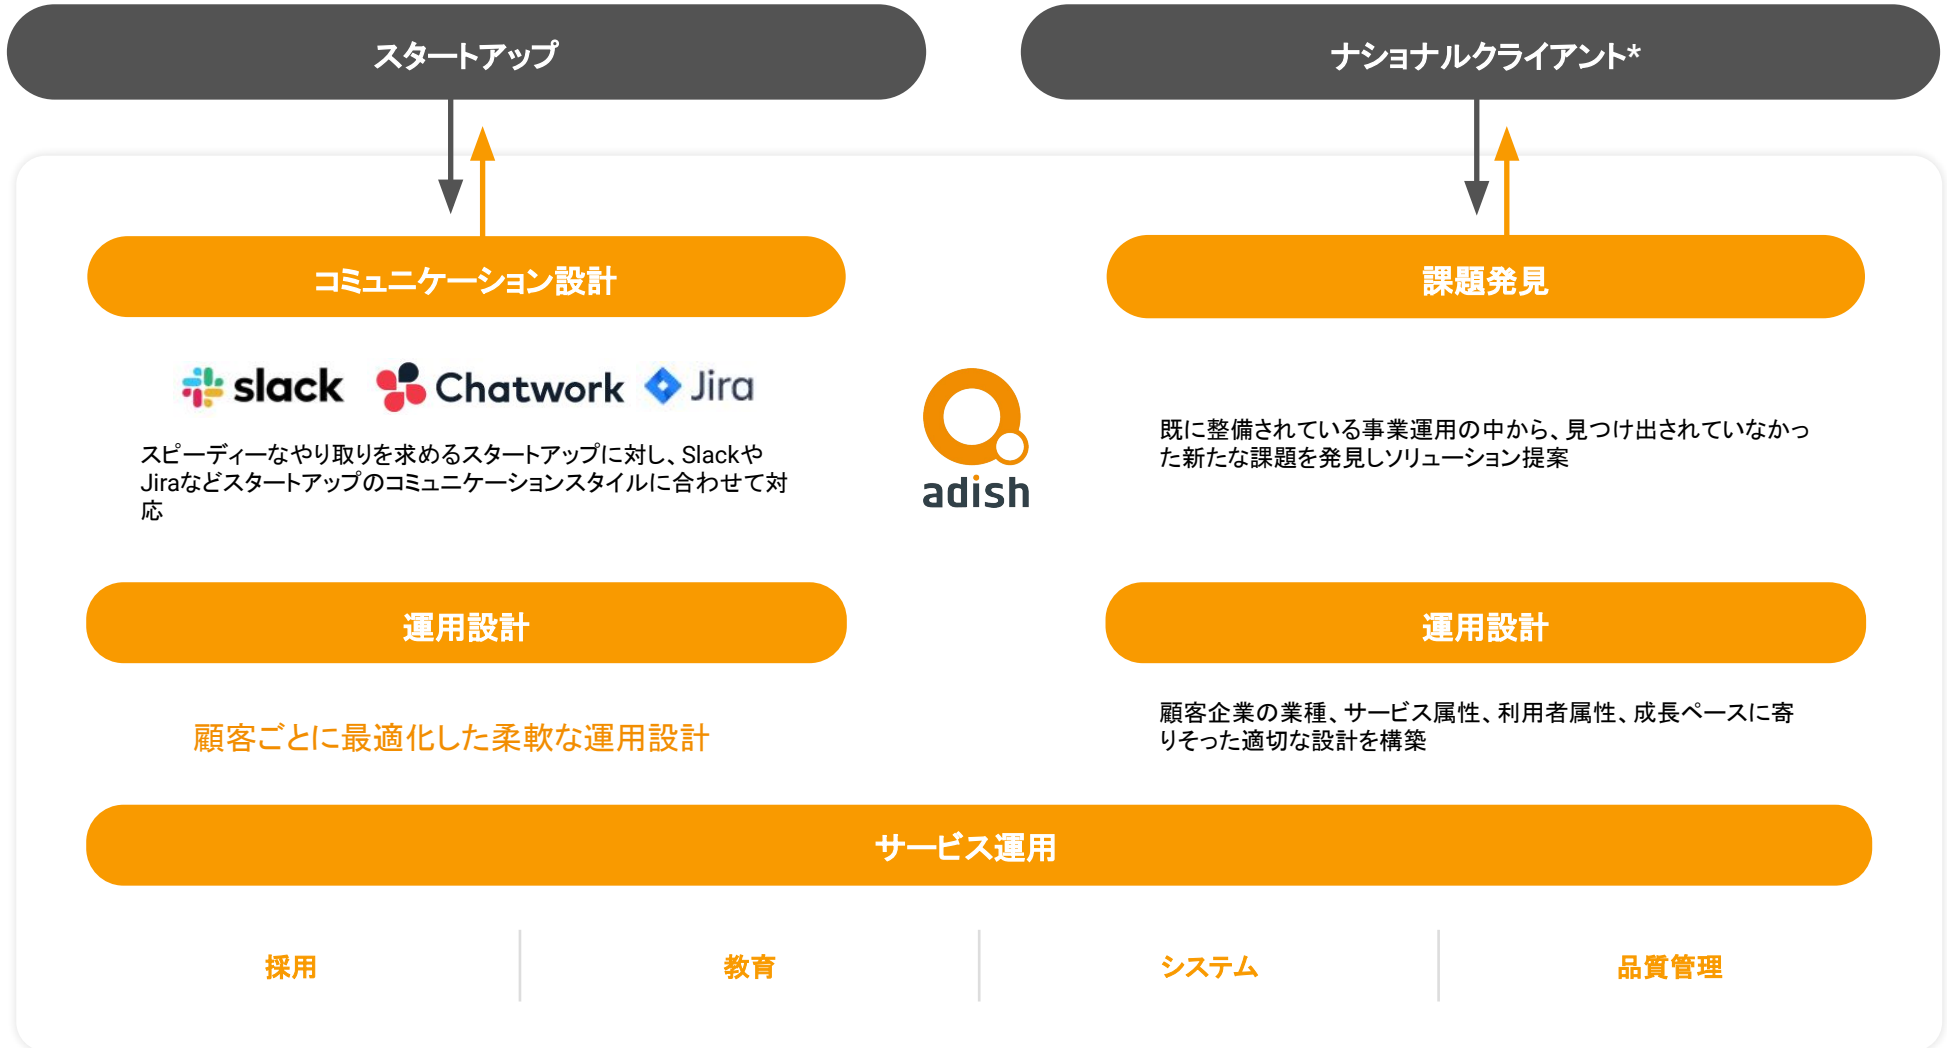 スタートアップ
ナショナルクライアント*
コミュニケーション設計
課題発見
slack
Chatwork
Jira
スピーディーなやり取りを求めるスタートアップに対し、Slackや
Jiraなどスタートアップのコミュニケーションスタイルに合わせて対
応
adish
既に整備されている事業運用の中から、見つけ出されていなかっ
た新たな課題を発見しソリューション提案
運用設計
運用設計
顧客ごとに最適化した柔軟な運用設計
顧客企業の業種、サービス属性、利用者属性、成長ペースに寄
りそった適切な設計を構築
サービス運用
採用
教育
システム
品質管理